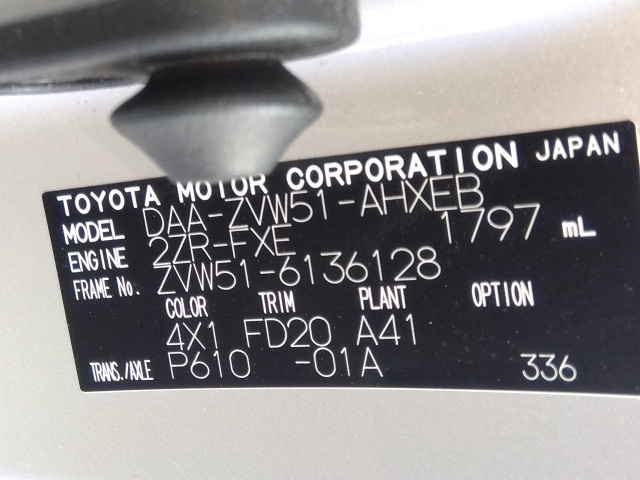 TOYOTA MOTOR CORPORATION JAPAN
MODEL DAA-ZVW51-AHXEB
ENGINE 2ZR-FXE 1797 mL
FRAME No. ZVW51-6136128
COLOR TRIM PLANT OPTION
4X1 FD20 A41
TRANS./AXLE P610 -01A 336